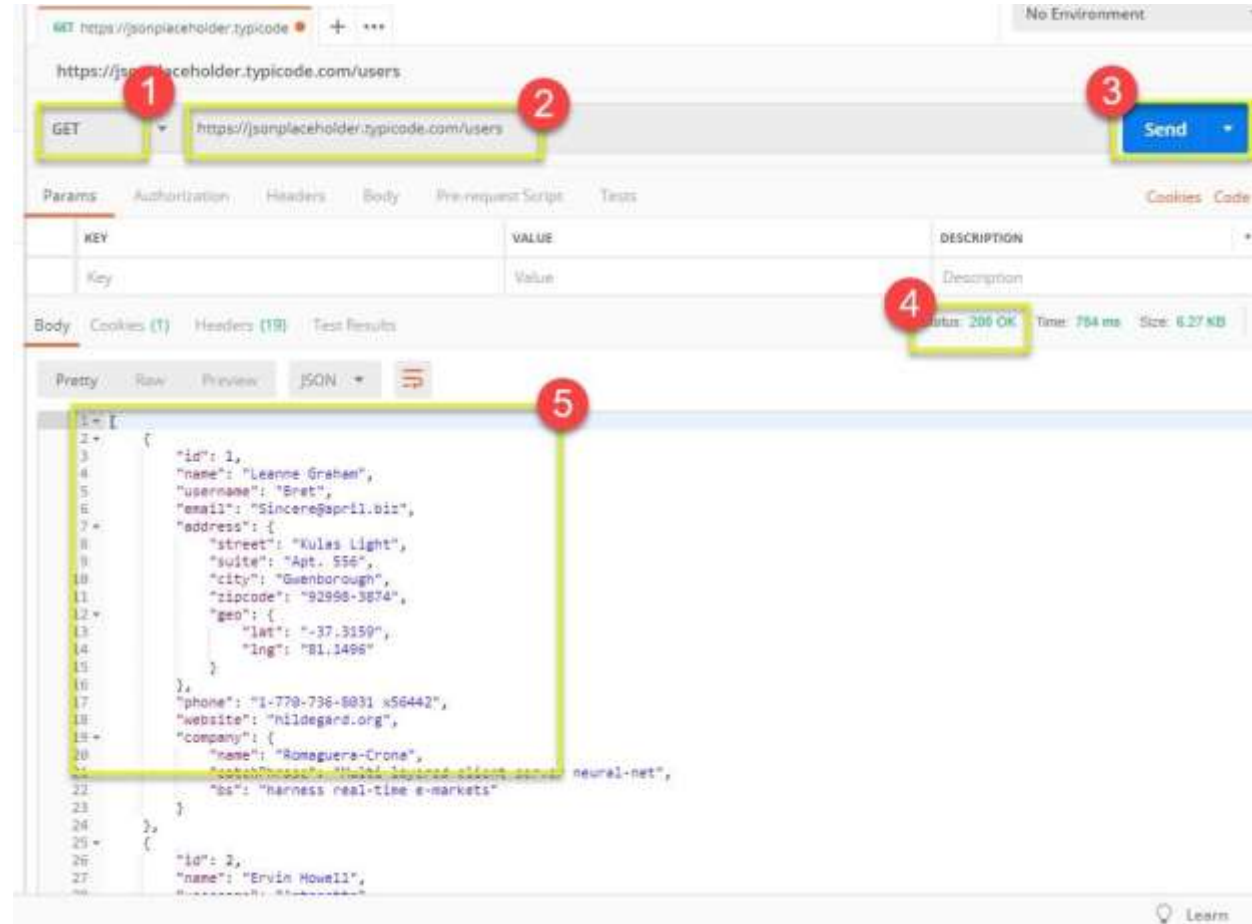 GET https://jsonplaceholder.typicode + ••• No Environment
https://jsonplaceholder.typicode.com/users
1 2 3
GET https://jsonplaceholder.typicode.com/users Send
Params Authorization Headers Body Pre-request Script Tests Cookies Code
KEY VALUE DESCRIPTION
Key Value Description
4
Body Cookies (1) Headers (19) Test Results Status: 200 OK Time: 784 ms Size: 6.27 KB
Pretty Raw Preview JSON
5
1 [
2 {
3 "id": 1,
4 "name": "Leanne Graham",
5 "username": "Bret",
6 "email": "Sincere@april.biz",
7 "address": {
8 "street": "Kulas Light",
9 "suite": "Apt. 556",
10 "city": "Gwenborough",
11 "zipcode": "92998-3874",
12 "geo": {
13 "lat": "-37.3159",
14 "lng": "81.1496"
15 }
16 },
17 "phone": "1-770-736-8031 x56442",
18 "website": "hildegard.org",
19 "company": {
20 "name": "Romaguera-Crona",
21 "catchPhrase": "Multi-layered client-server neural-net",
22 "bs": "harness real-time e-markets"
23 }
24 },
25 {
26 "id": 2,
27 "name": "Ervin Howell",
Learn